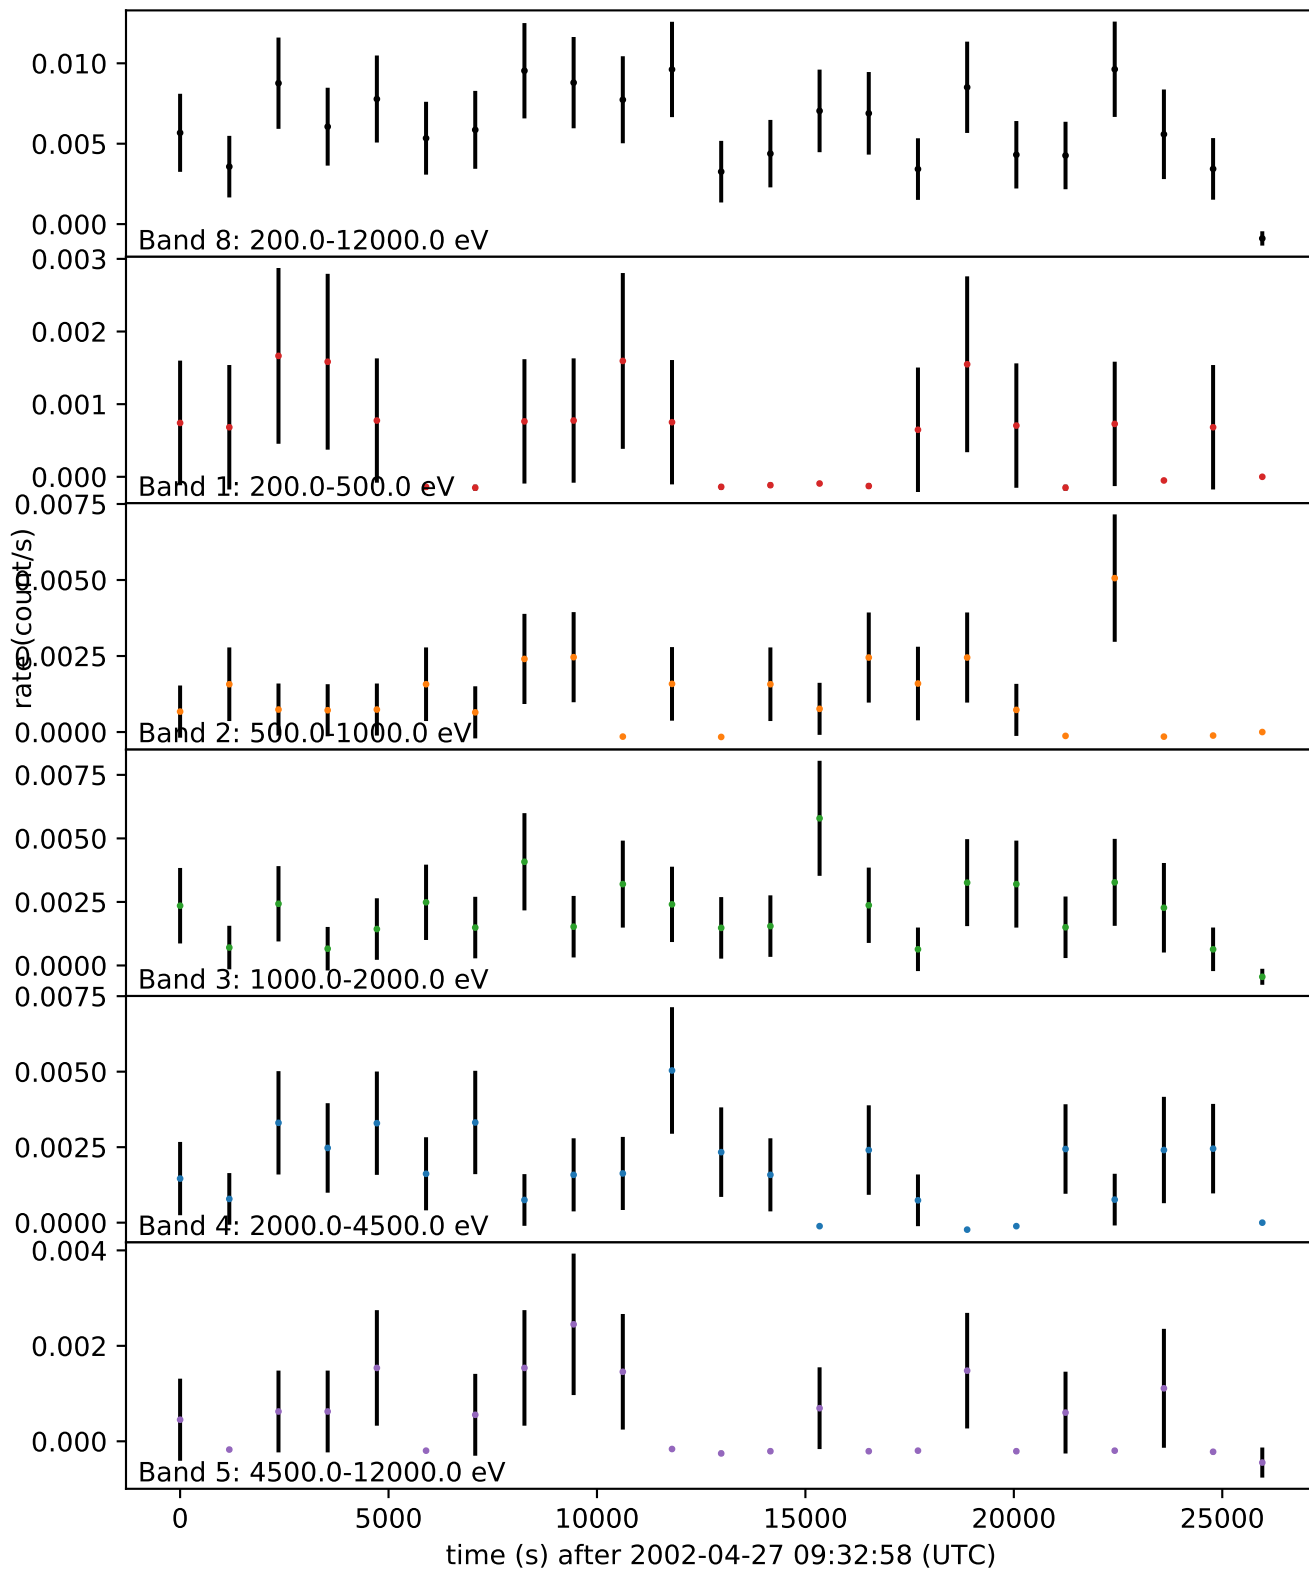 0.010
0.005
0.000
Band 8: 200.0-12000.0 eV
0.003
0.002
0.001
0.000
Band 1: 200.0-500.0 eV
0.0075
0.0050
0.0025
0.0000
Band 2: 500.0-1000.0 eV
rate (count/s)
0.0075
0.0050
0.0025
0.0000
Band 3: 1000.0-2000.0 eV
0.0075
0.0050
0.0025
0.0000
Band 4: 2000.0-4500.0 eV
0.004
0.002
0.000
Band 5: 4500.0-12000.0 eV
0 5000 10000 15000 20000 25000
time (s) after 2002-04-27 09:32:58 (UTC)